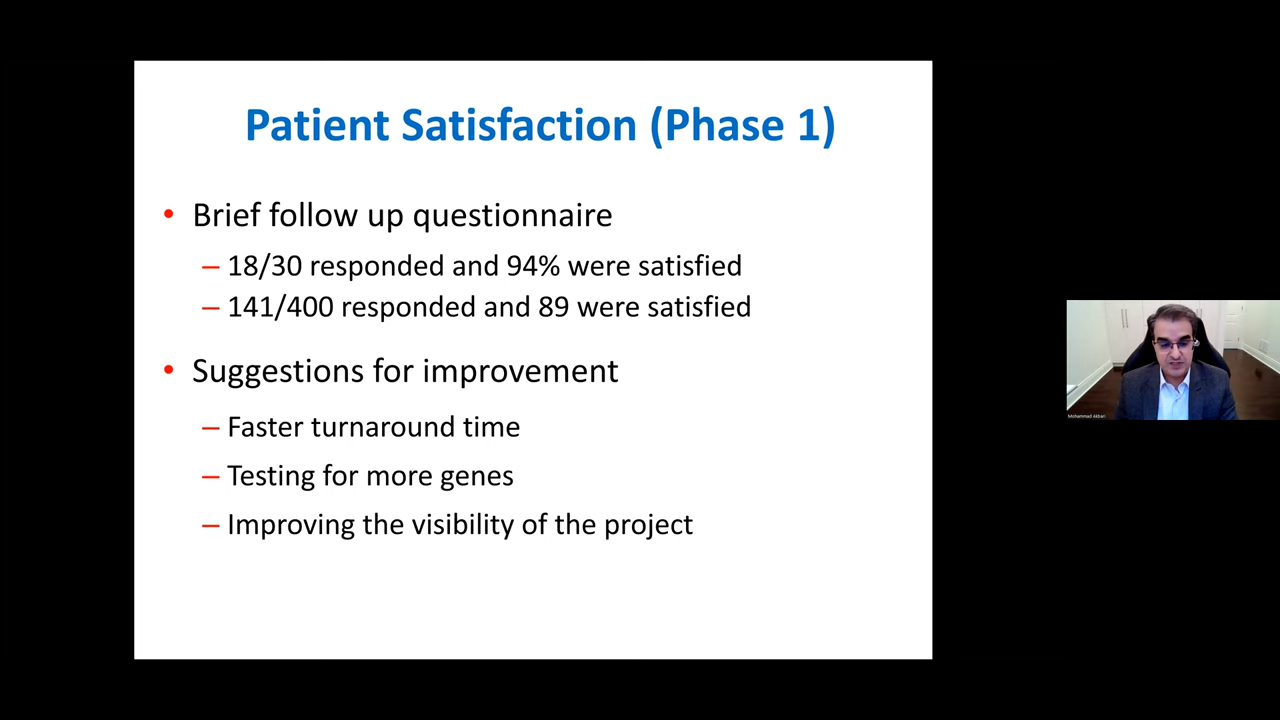 Patient Satisfaction (Phase 1)
• Brief follow up questionnaire
– 18/30 responded and 94% were satisfied
– 141/400 responded and 89 were satisfied
• Suggestions for improvement
– Faster turnaround time
– Testing for more genes
– Improving the visibility of the project
Mohammad Akbari